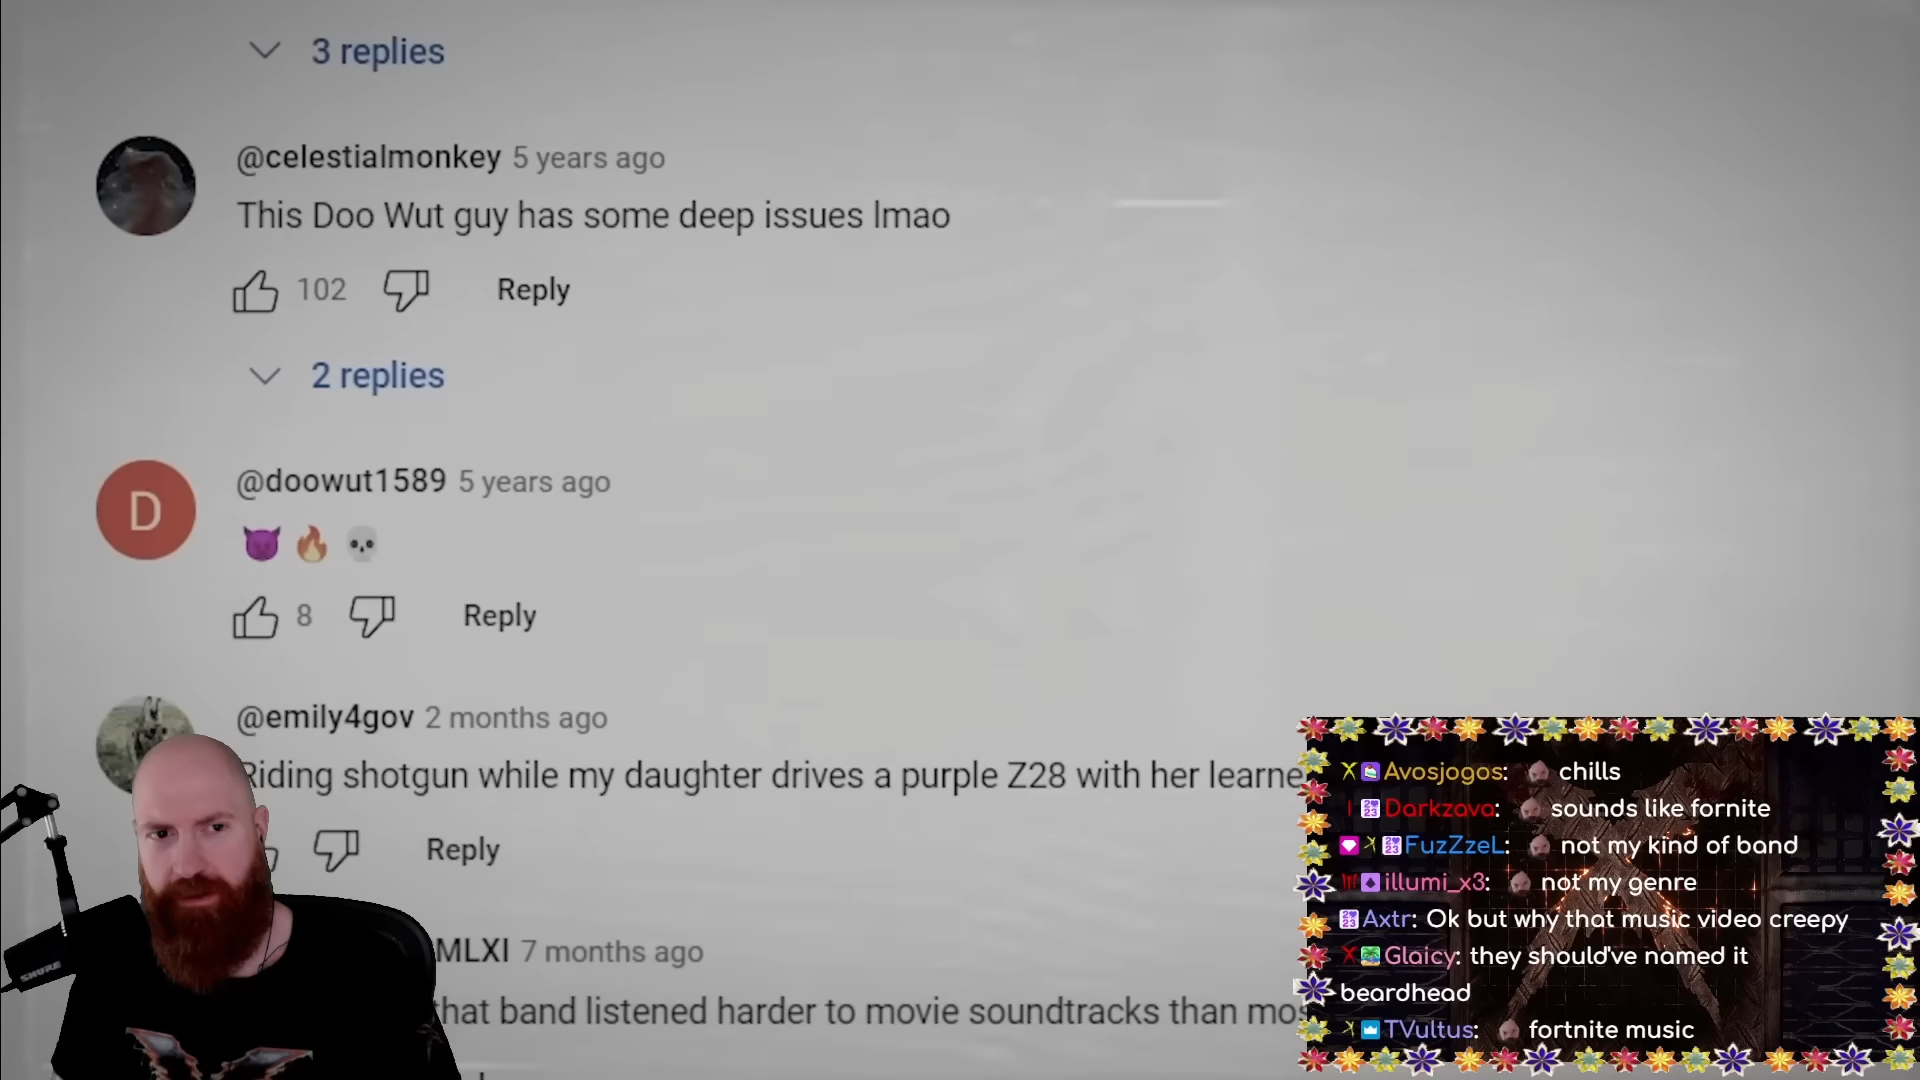 3 replies
@celestialmonkey 5 years ago
This Doo Wut guy has some deep issues lmao
102 Reply
2 replies
D
@doowut1589 5 years ago
😈 🔥 💀
8 Reply
@emily4gov 2 months ago
Riding shotgun while my daughter drives a purple Z28 with her learne
Reply
MLXI 7 months ago
that band listened harder to movie soundtracks than
SHURE
Avosjogos: chills
Darkzava: sounds like fornite
FuzZzeL: not my kind of band
illumi_x3: not my genre
Axtr: Ok but why that music video creepy
Glaicy: they should've named it
beardhead
TVultus: fortnite music